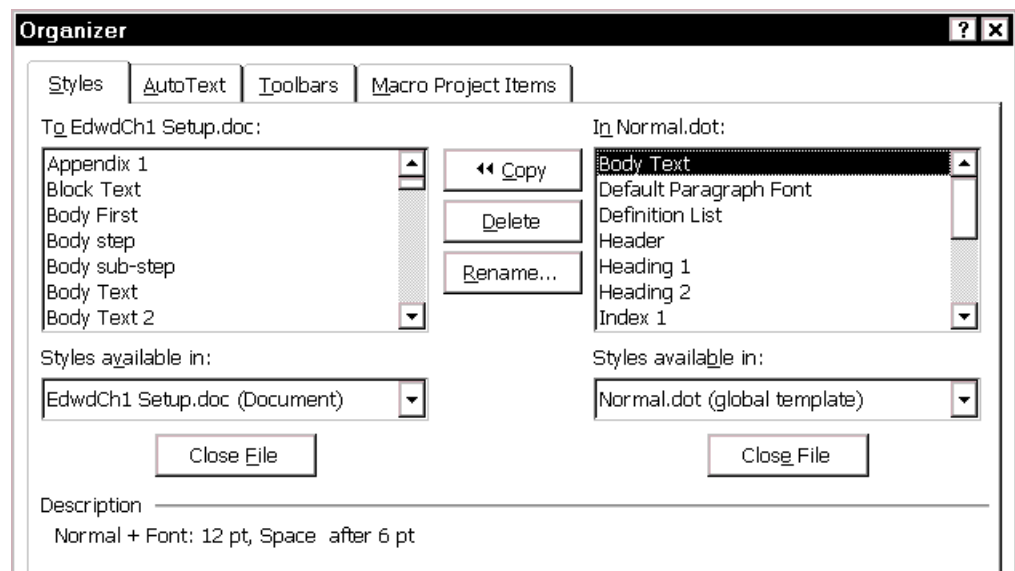 Organizer
Styles AutoText Toolbars Macro Project Items
To EdwdCh1 Setup.doc: In Normal.dot:
Appendix 1
Block Text
Body First
Body step
Body sub-step
Body Text
Body Text 2
Copy
Delete
Rename...
Body Text
Default Paragraph Font
Definition List
Header
Heading 1
Heading 2
Index 1
Styles available in: Styles available in:
EdwdCh1 Setup.doc (Document) Normal.dot (global template)
Close File Close File
Description
Normal + Font: 12 pt, Space after 6 pt